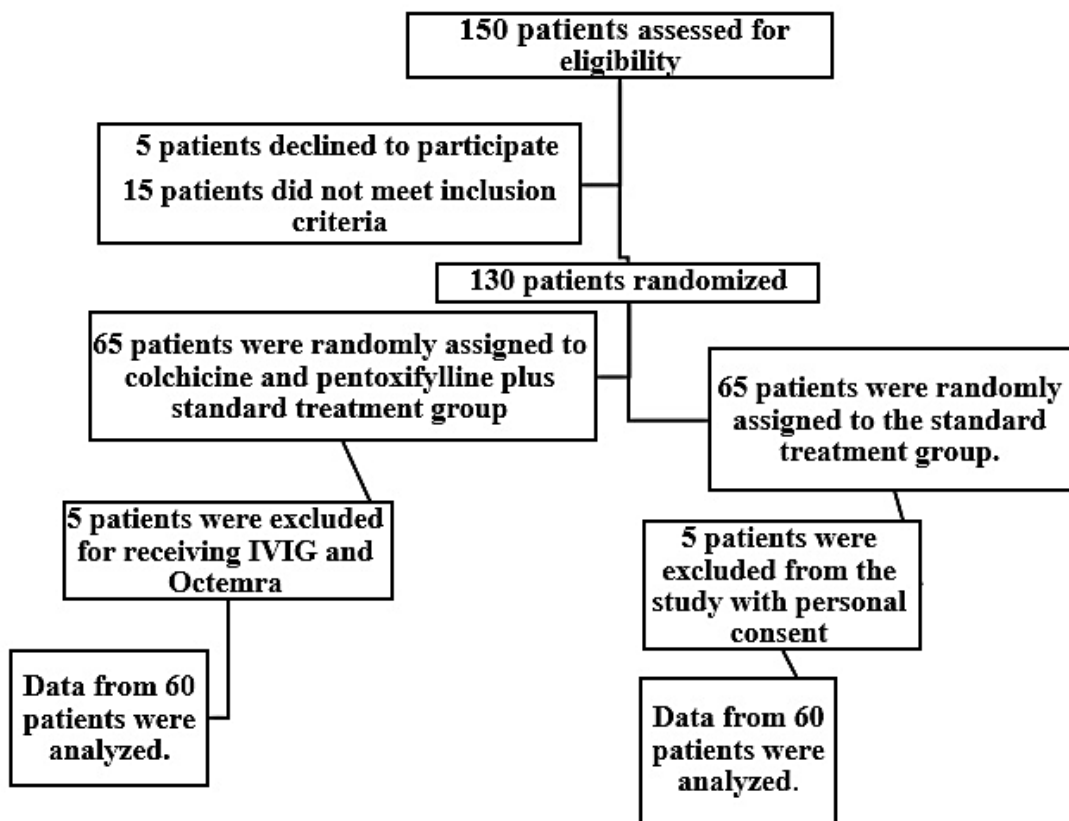 150 patients assessed for
eligibility
5 patients declined to participate
15 patients did not meet inclusion
criteria
130 patients randomized
65 patients were randomly assigned to
colchicine and pentoxifylline plus
standard treatment group
65 patients were randomly
assigned to the standard
treatment group.
5 patients were excluded
for receiving IVIG and
Octemra
5 patients were
excluded from the
study with personal
consent
Data from 60
patients were
analyzed.
Data from 60
patients were
analyzed.